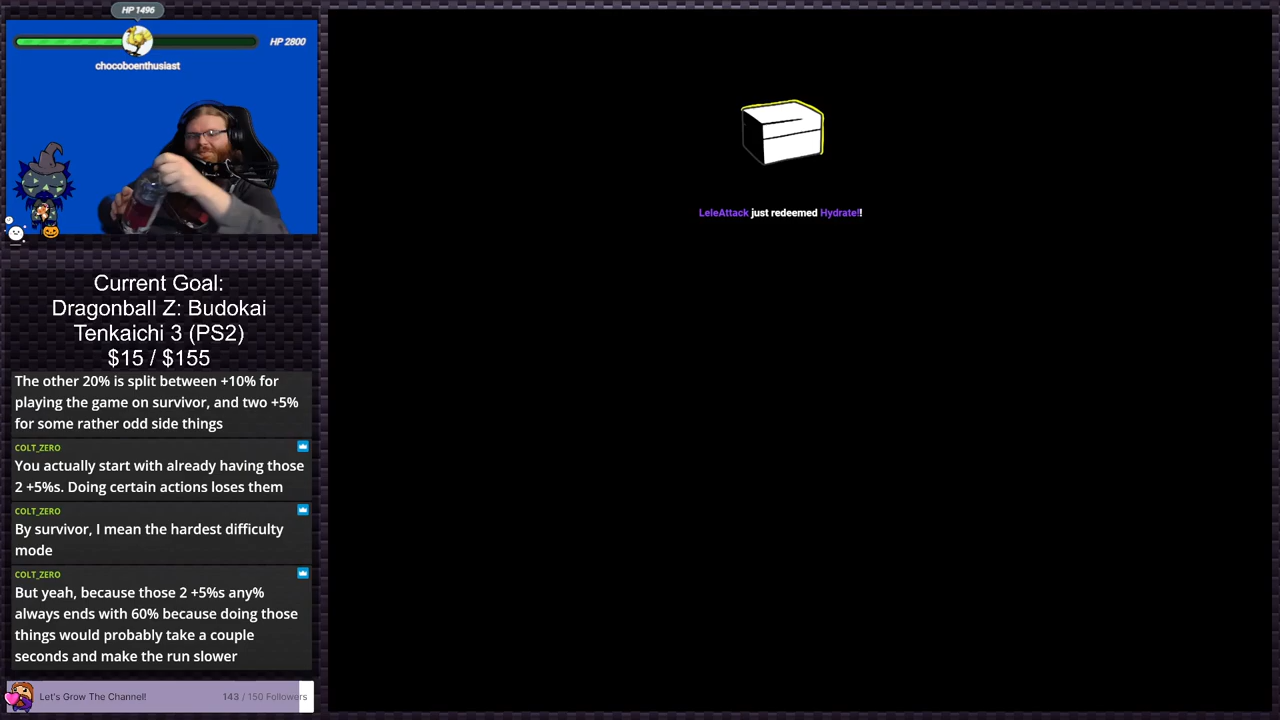 HP 1496
HP 2800
chocoboenthusiast
LeleAttack just redeemed Hydrate!!
Current Goal:
Dragonball Z: Budokai
Tenkaichi 3 (PS2)
$15 / $155
The other 20% is split between +10% for
playing the game on survivor, and two +5%
for some rather odd side things
COLT_ZERO
You actually start with already having those
2 +5%s. Doing certain actions loses them
COLT_ZERO
By survivor, I mean the hardest difficulty
mode
COLT_ZERO
But yeah, because those 2 +5%s any%
always ends with 60% because doing those
things would probably take a couple
seconds and make the run slower
Let's Grow The Channel!
143 / 150 Followers